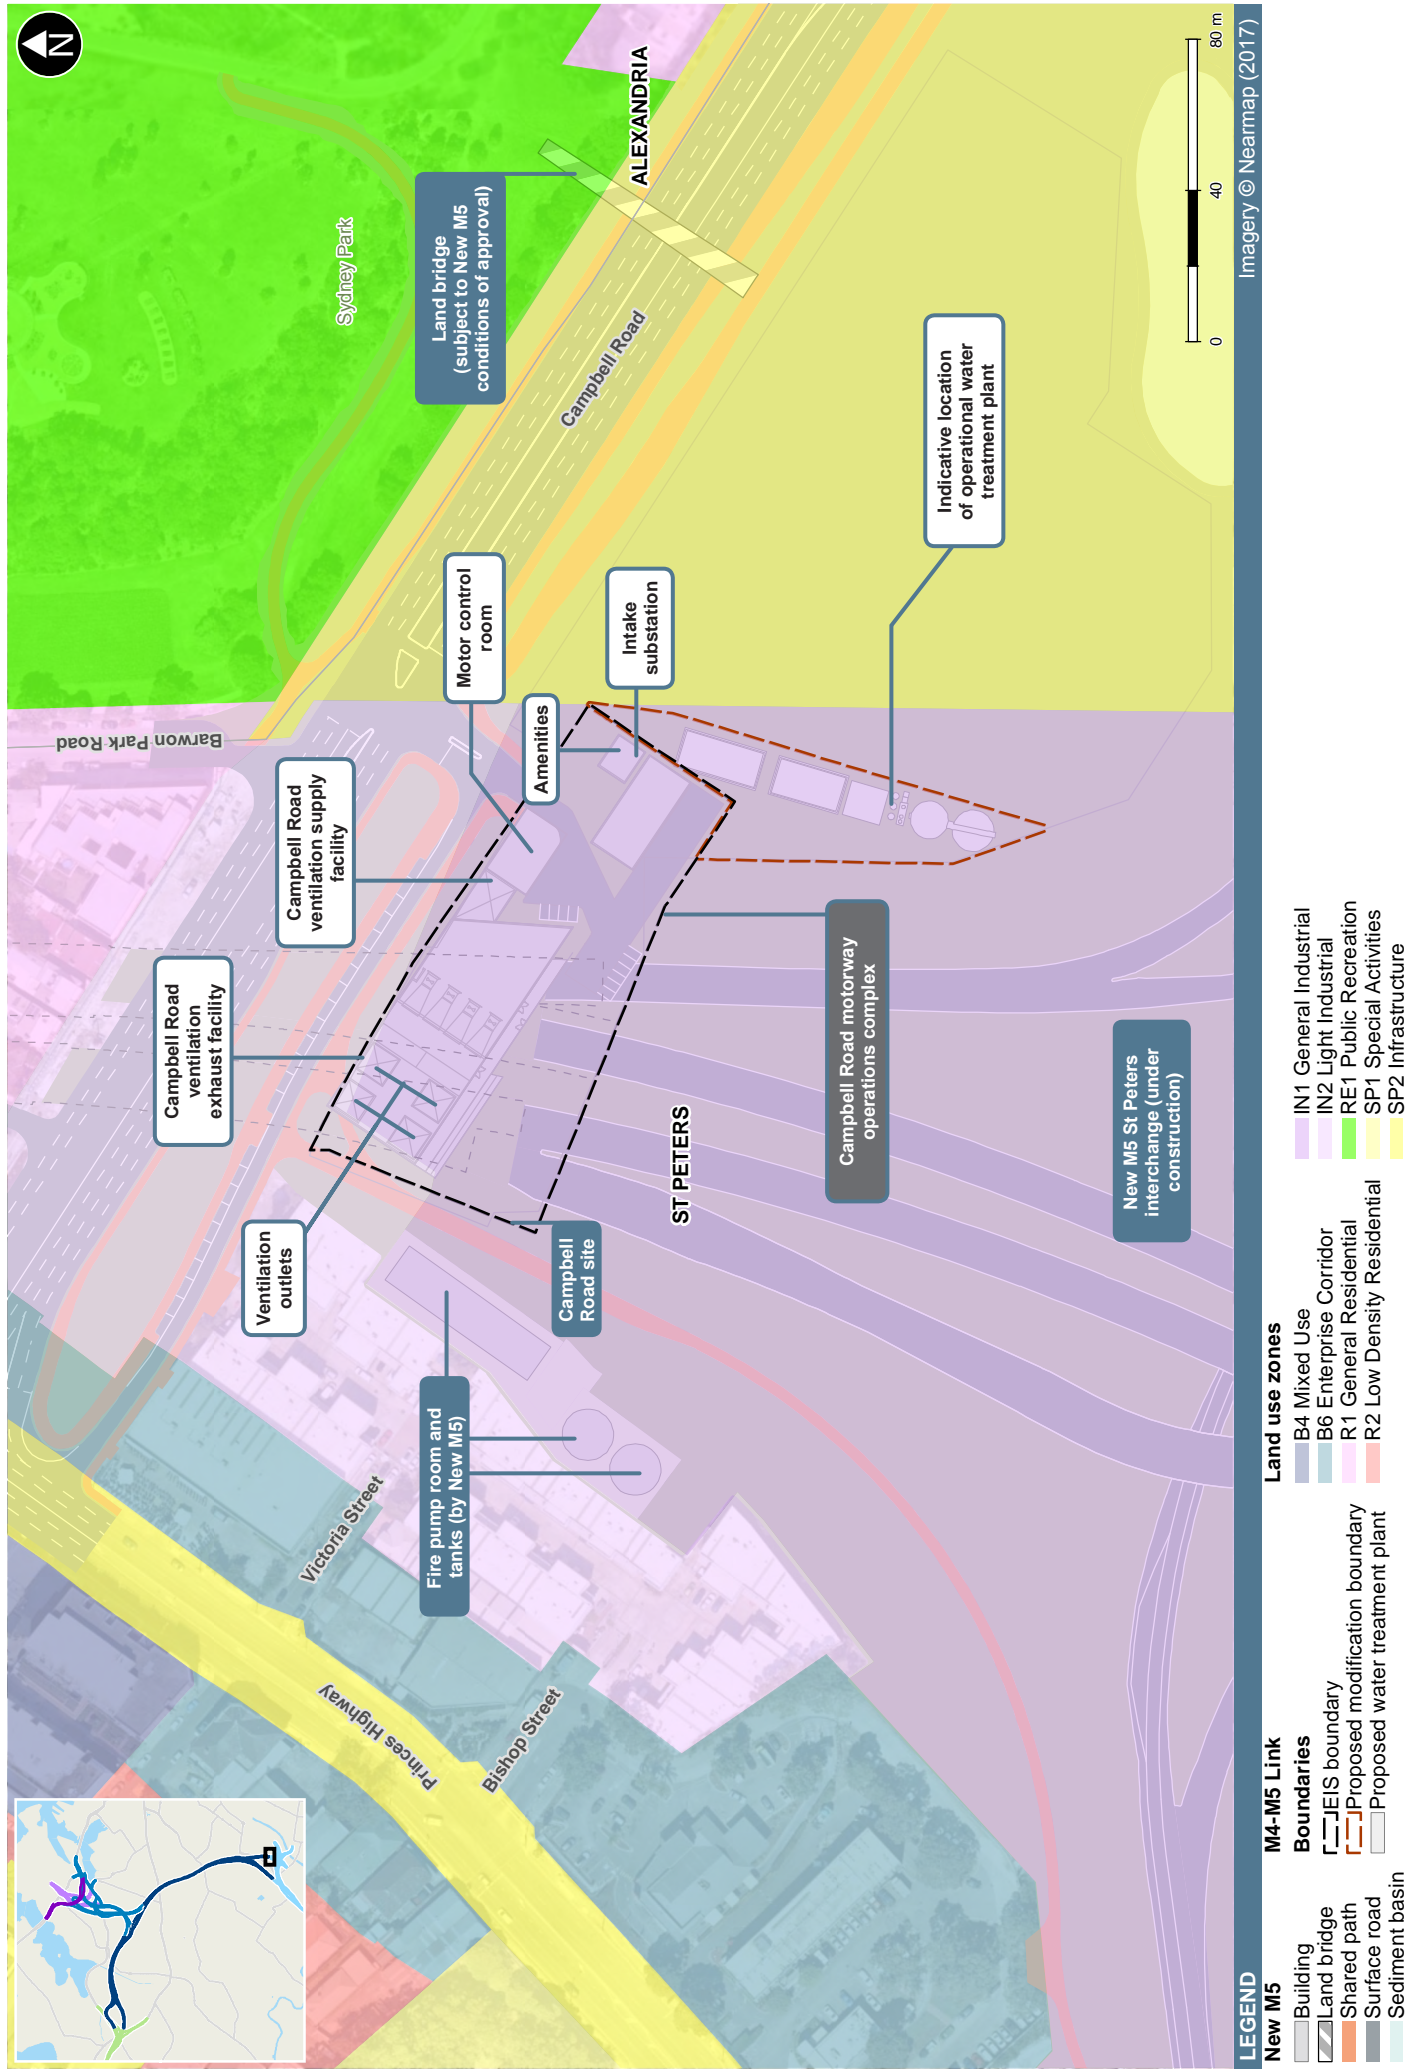 N
Sydney Park
ALEXANDRIA
Land bridge
(subject to New M5
conditions of approval)
Campbell Road
Barwon Park Road
Motor control
room
Amenities
Intake
substation
Indicative location
of operational water
treatment plant
Campbell Road
ventilation supply
facility
Campbell Road
ventilation
exhaust facility
Ventilation
outlets
Campbell
Road site
ST PETERS
Campbell Road motorway
operations complex
New M5 St Peters
interchange (under
construction)
Fire pump room and
tanks (by New M5)
Victoria Street
Princes Highway
Bishop Street
0
40
80 m
Imagery © Nearmap (2017)
LEGEND
New M5
Building
Land bridge
Shared path
Surface road
Sediment basin
M4-M5 Link
Boundaries
EIS boundary
Proposed modification boundary
Proposed water treatment plant
Land use zones
B4 Mixed Use
B6 Enterprise Corridor
R1 General Residential
R2 Low Density Residential
IN1 General Industrial
IN2 Light Industrial
RE1 Public Recreation
SP1 Special Activities
SP2 Infrastructure